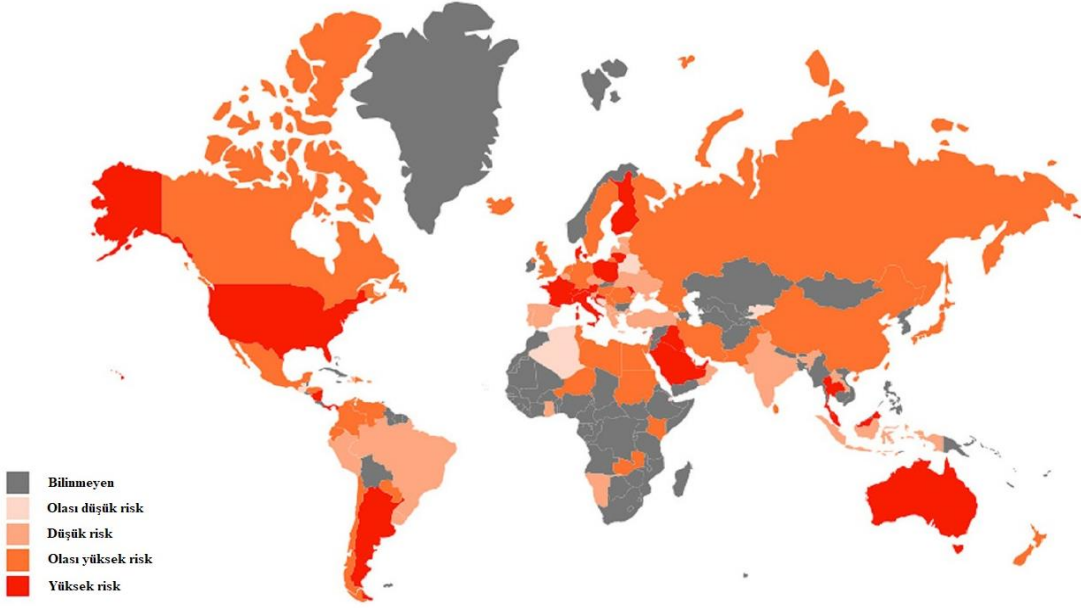 Bilinmeyen
Olası düşük risk
Düşük risk
Olası yüksek risk
Yüksek risk